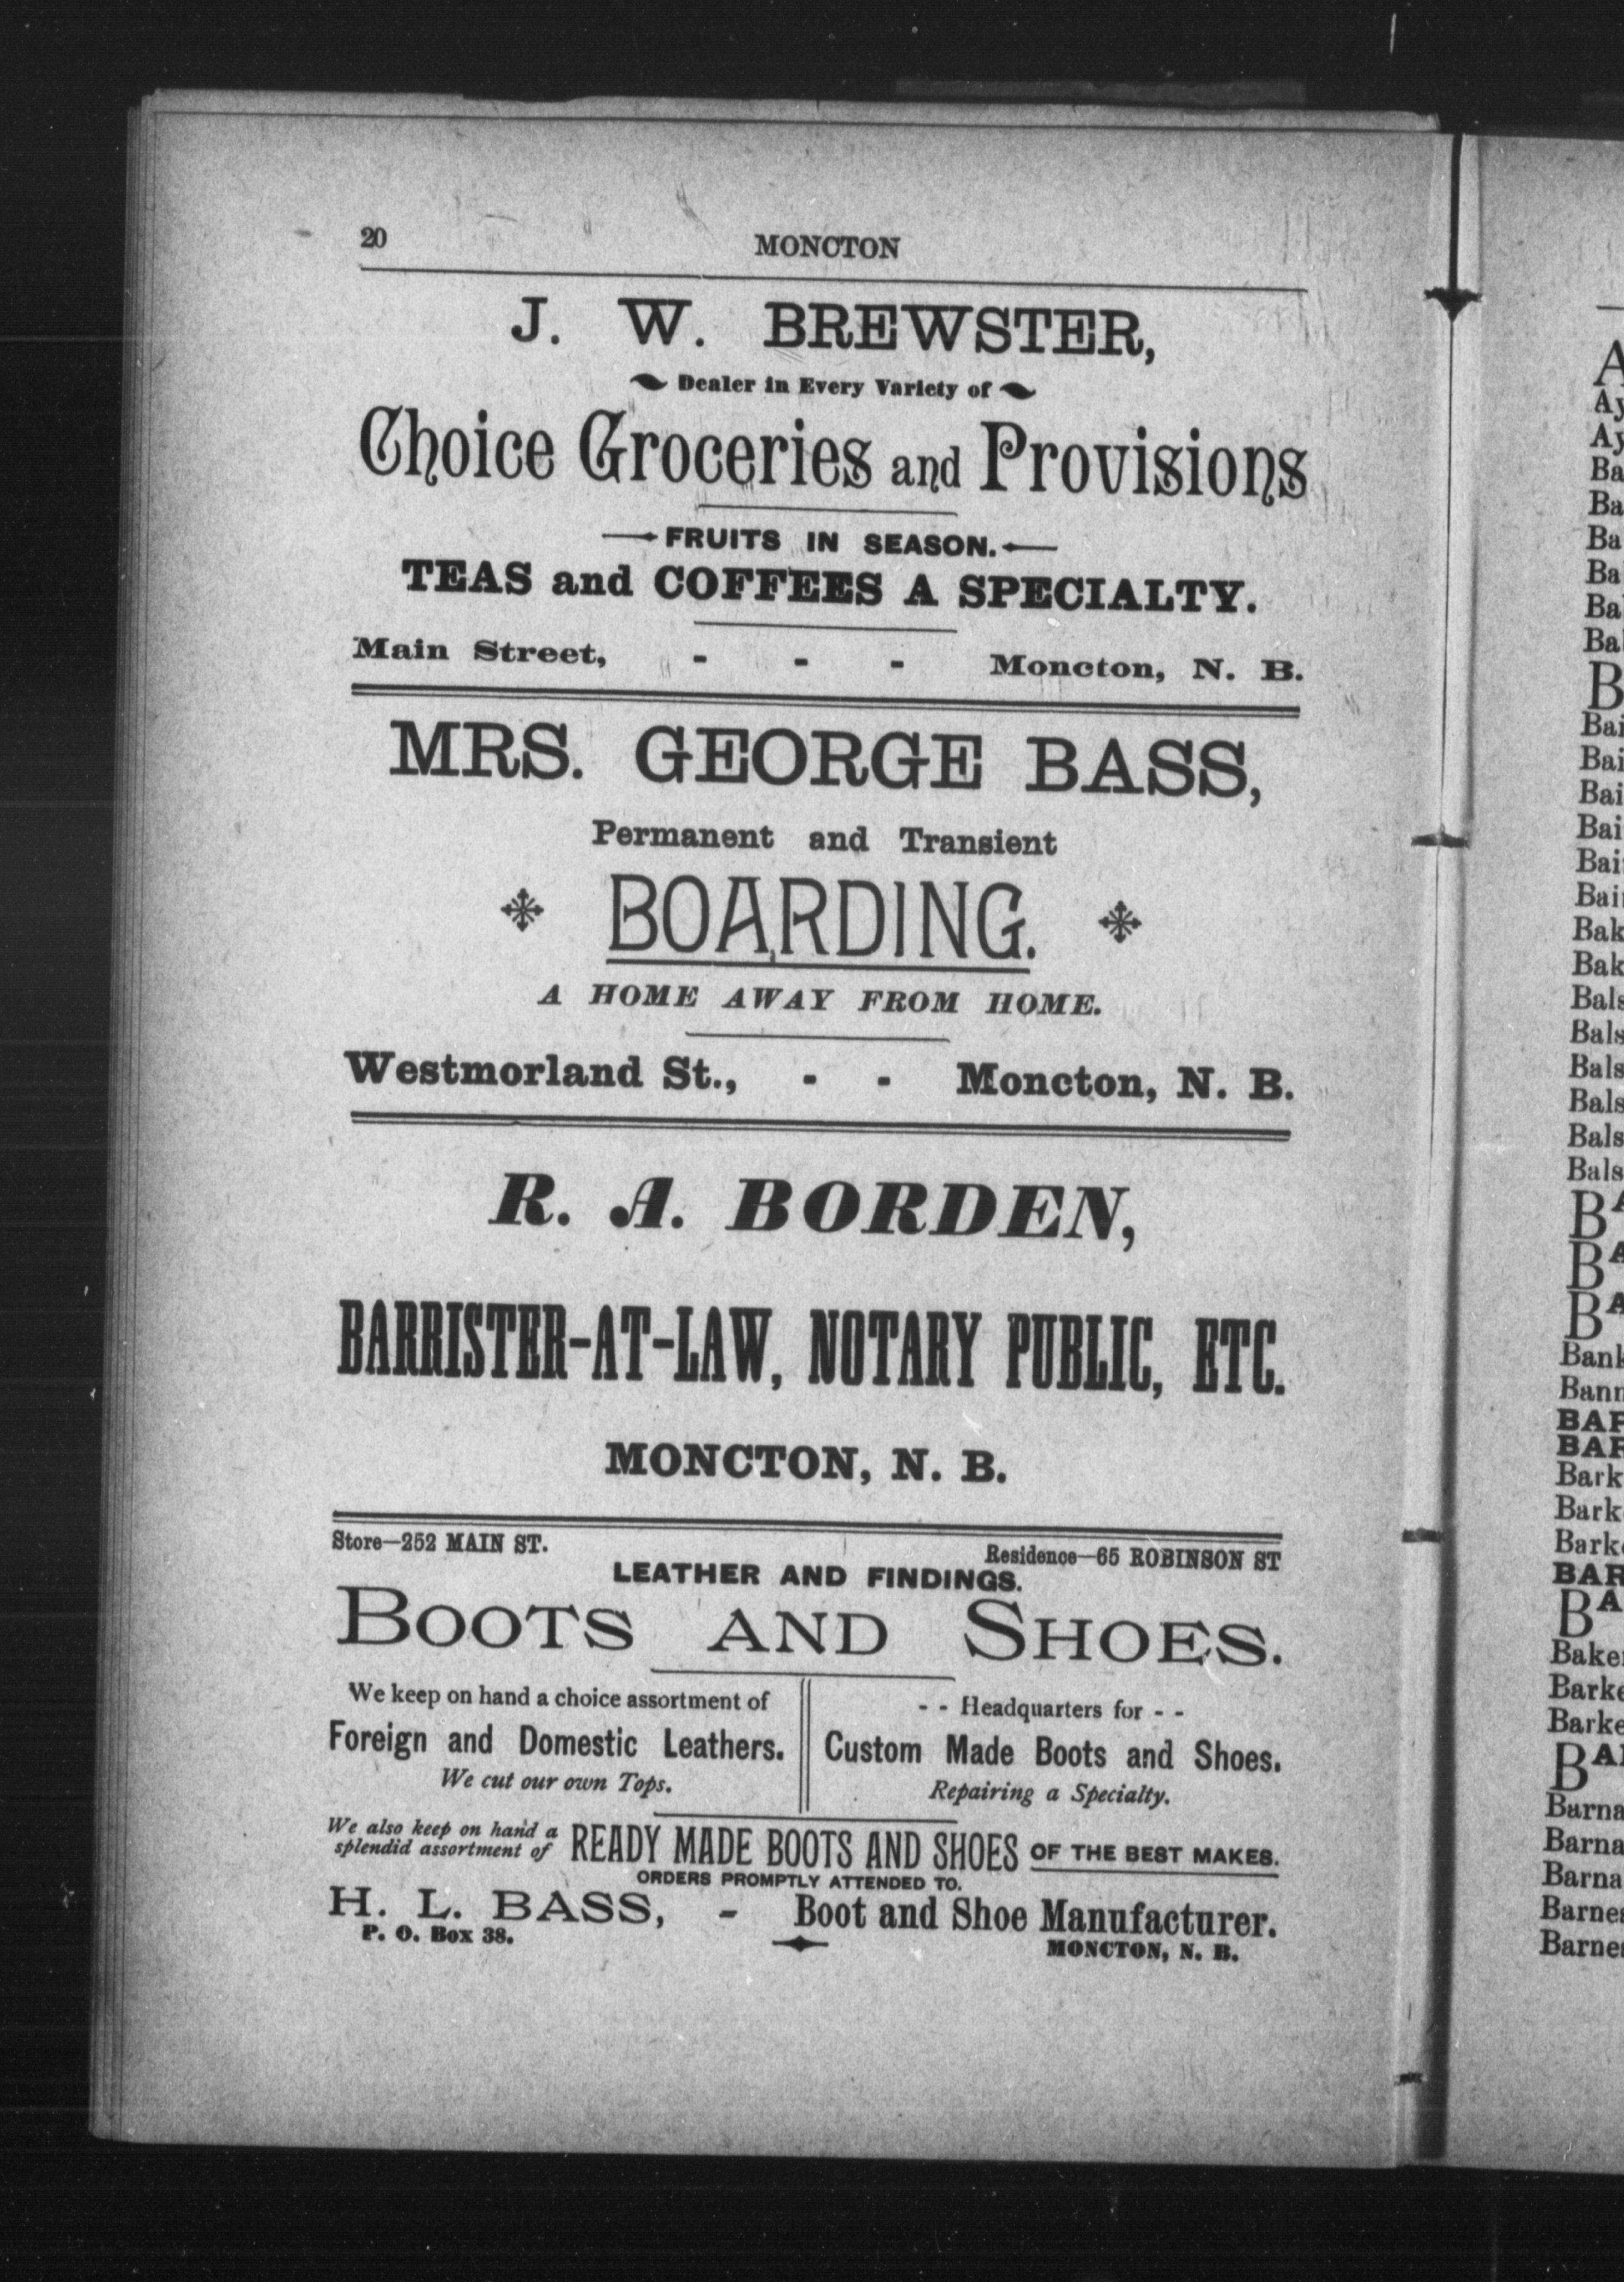 20
MONCTON
J. W. BREWSTER,
Dealer in Every Variety of
Choice Groceries and Provisions
FRUITS IN SEASON.
TEAS and COFFEES A SPECIALTY.
Main Street, - - - Moncton, N. B.
MRS. GEORGE BASS,
Permanent and Transient
BOARDING.
A HOME AWAY FROM HOME.
Westmorland St., - - Moncton, N. B.
R. A. BORDEN,
BARRISTER-AT-LAW, NOTARY PUBLIC, ETC.
MONCTON, N. B.
Store—252 MAIN ST. Residence—65 ROBINSON ST
LEATHER AND FINDINGS.
BOOTS AND SHOES.
We keep on hand a choice assortment of
Foreign and Domestic Leathers.
We cut our own Tops.
- - Headquarters for - -
Custom Made Boots and Shoes.
Repairing a Specialty.
We also keep on hand a
splendid assortment of READY MADE BOOTS AND SHOES OF THE BEST MAKES.
ORDERS PROMPTLY ATTENDED TO.
H. L. BASS, - Boot and Shoe Manufacturer.
P. O. Box 38. MONCTON, N. B.